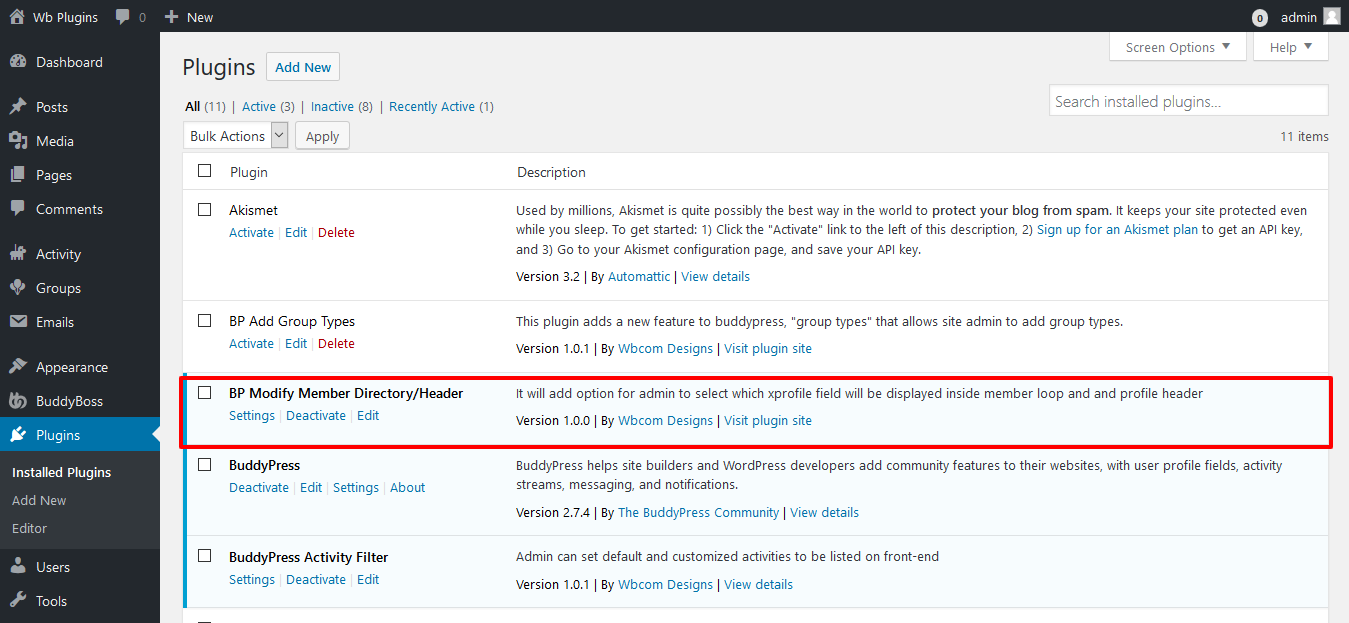 Wb Plugins 0 New 0 admin
Screen Options Help
Dashboard
Posts
Media
Pages
Comments
Activity
Groups
Emails
Appearance
BuddyBoss
Plugins
Installed Plugins
Add New
Editor
Users
Tools
Plugins Add New
All (11) | Active (3) | Inactive (8) | Recently Active (1)
Search installed plugins...
Bulk Actions Apply
11 items
Plugin Description
Akismet
Activate | Edit | Delete
Used by millions, Akismet is quite possibly the best way in the world to protect your blog from spam. It keeps your site protected even
while you sleep. To get started: 1) Click the "Activate" link to the left of this description, 2) Sign up for an Akismet plan to get an API key,
and 3) Go to your Akismet configuration page, and save your API key.
Version 3.2 | By Automattic | View details
BP Add Group Types
Activate | Edit | Delete
This plugin adds a new feature to buddypress, "group types" that allows site admin to add group types.
Version 1.0.1 | By Wbcom Designs | Visit plugin site
BP Modify Member Directory/Header
Settings | Deactivate | Edit
It will add option for admin to select which xprofile field will be displayed inside member loop and and profile header
Version 1.0.0 | By Wbcom Designs | Visit plugin site
BuddyPress
Deactivate | Edit | Settings | About
BuddyPress helps site builders and WordPress developers add community features to their websites, with user profile fields, activity
streams, messaging, and notifications.
Version 2.7.4 | By The BuddyPress Community | View details
BuddyPress Activity Filter
Settings | Deactivate | Edit
Admin can set default and customized activities to be listed on front-end
Version 1.0.1 | By Wbcom Designs | View details